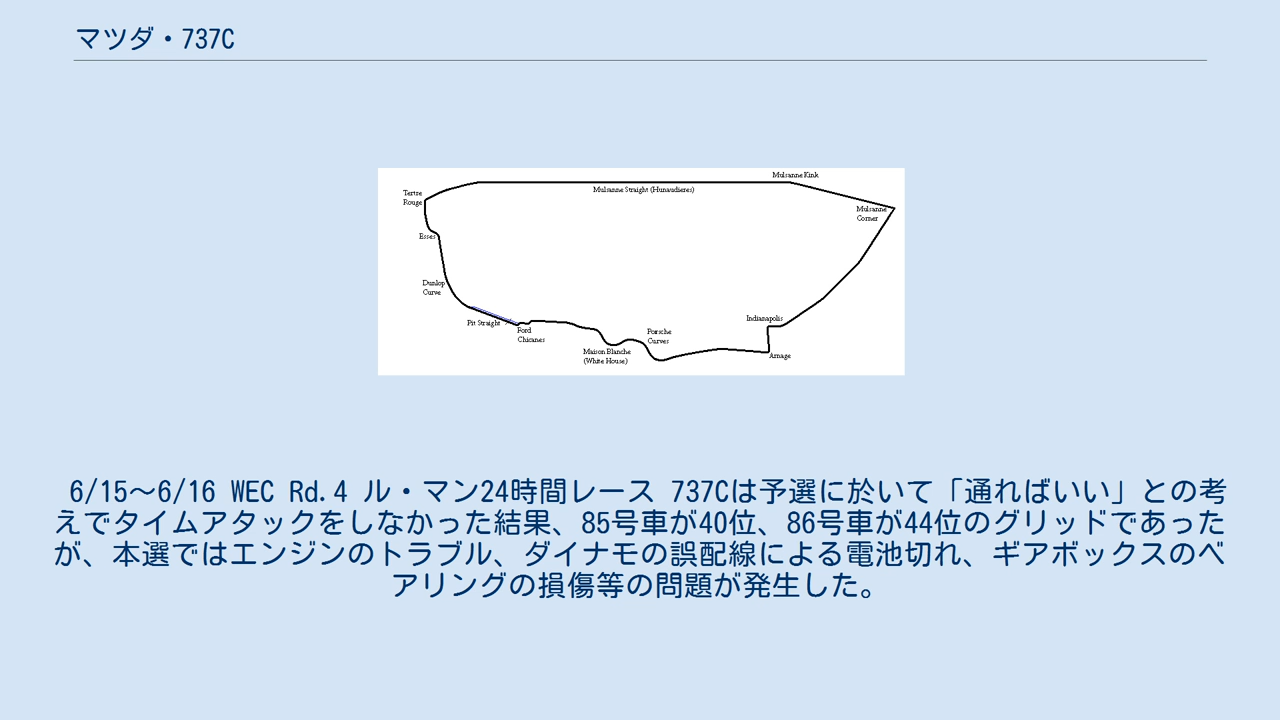 マツダ・737C
Mulsanne Kink
Mulsanne Straight (Hunaudieres)
Tertre
Rouge
Mulsanne
Corner
Esses
Dunlop
Curve
Indianapolis
Pit Straight
Ford
Chicanes
Porsche
Curves
Maison Blanche
(White House)
Arnage
6/15〜6/16 WEC Rd.4 ル・マン24時間レース 737Cは予選に於いて「通ればいい」との考
えでタイムアタックをしなかった結果、85号車が40位、86号車が44位のグリッドであった
が、本選ではエンジンのトラブル、ダイナモの誤配線による電池切れ、ギアボックスのベ
アリングの損傷等の問題が発生した。